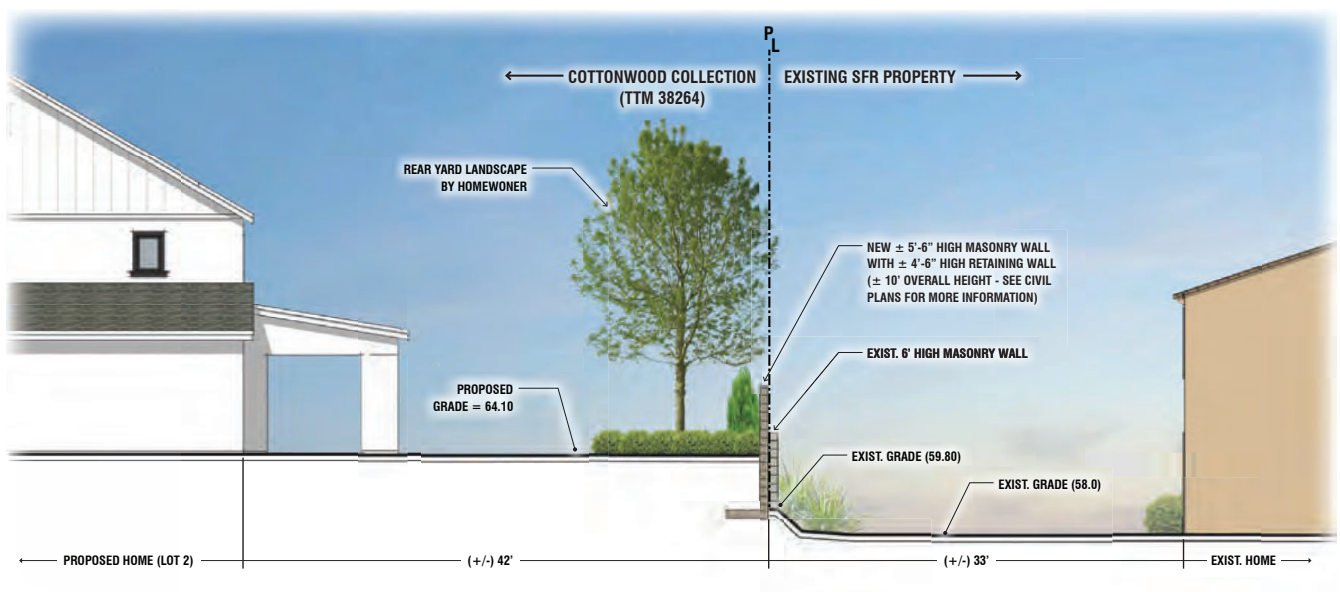 PL
COTTONWOOD COLLECTION
(TTM 38264)
EXISTING SFR PROPERTY
REAR YARD LANDSCAPE
BY HOMEWONER
NEW ± 5'-6” HIGH MASONRY WALL
WITH ± 4'-6” HIGH RETAINING WALL
(± 10' OVERALL HEIGHT - SEE CIVIL
PLANS FOR MORE INFORMATION)
EXIST. 6' HIGH MASONRY WALL
PROPOSED
GRADE = 64.10
EXIST. GRADE (59.80)
EXIST. GRADE (58.0)
PROPOSED HOME (LOT 2)
(+/-) 42'
(+/-) 33'
EXIST. HOME